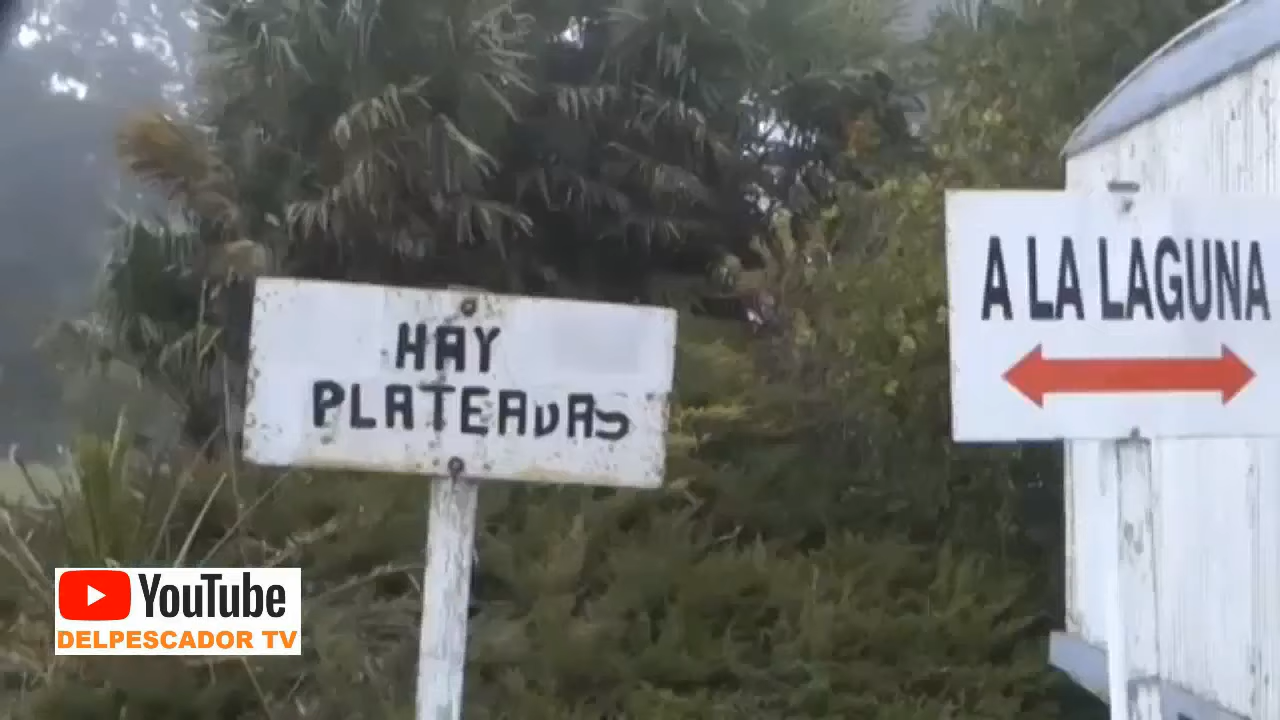 HAY
PLATEADAS
A LA LAGUNA
YouTube
DELPESCADOR TV